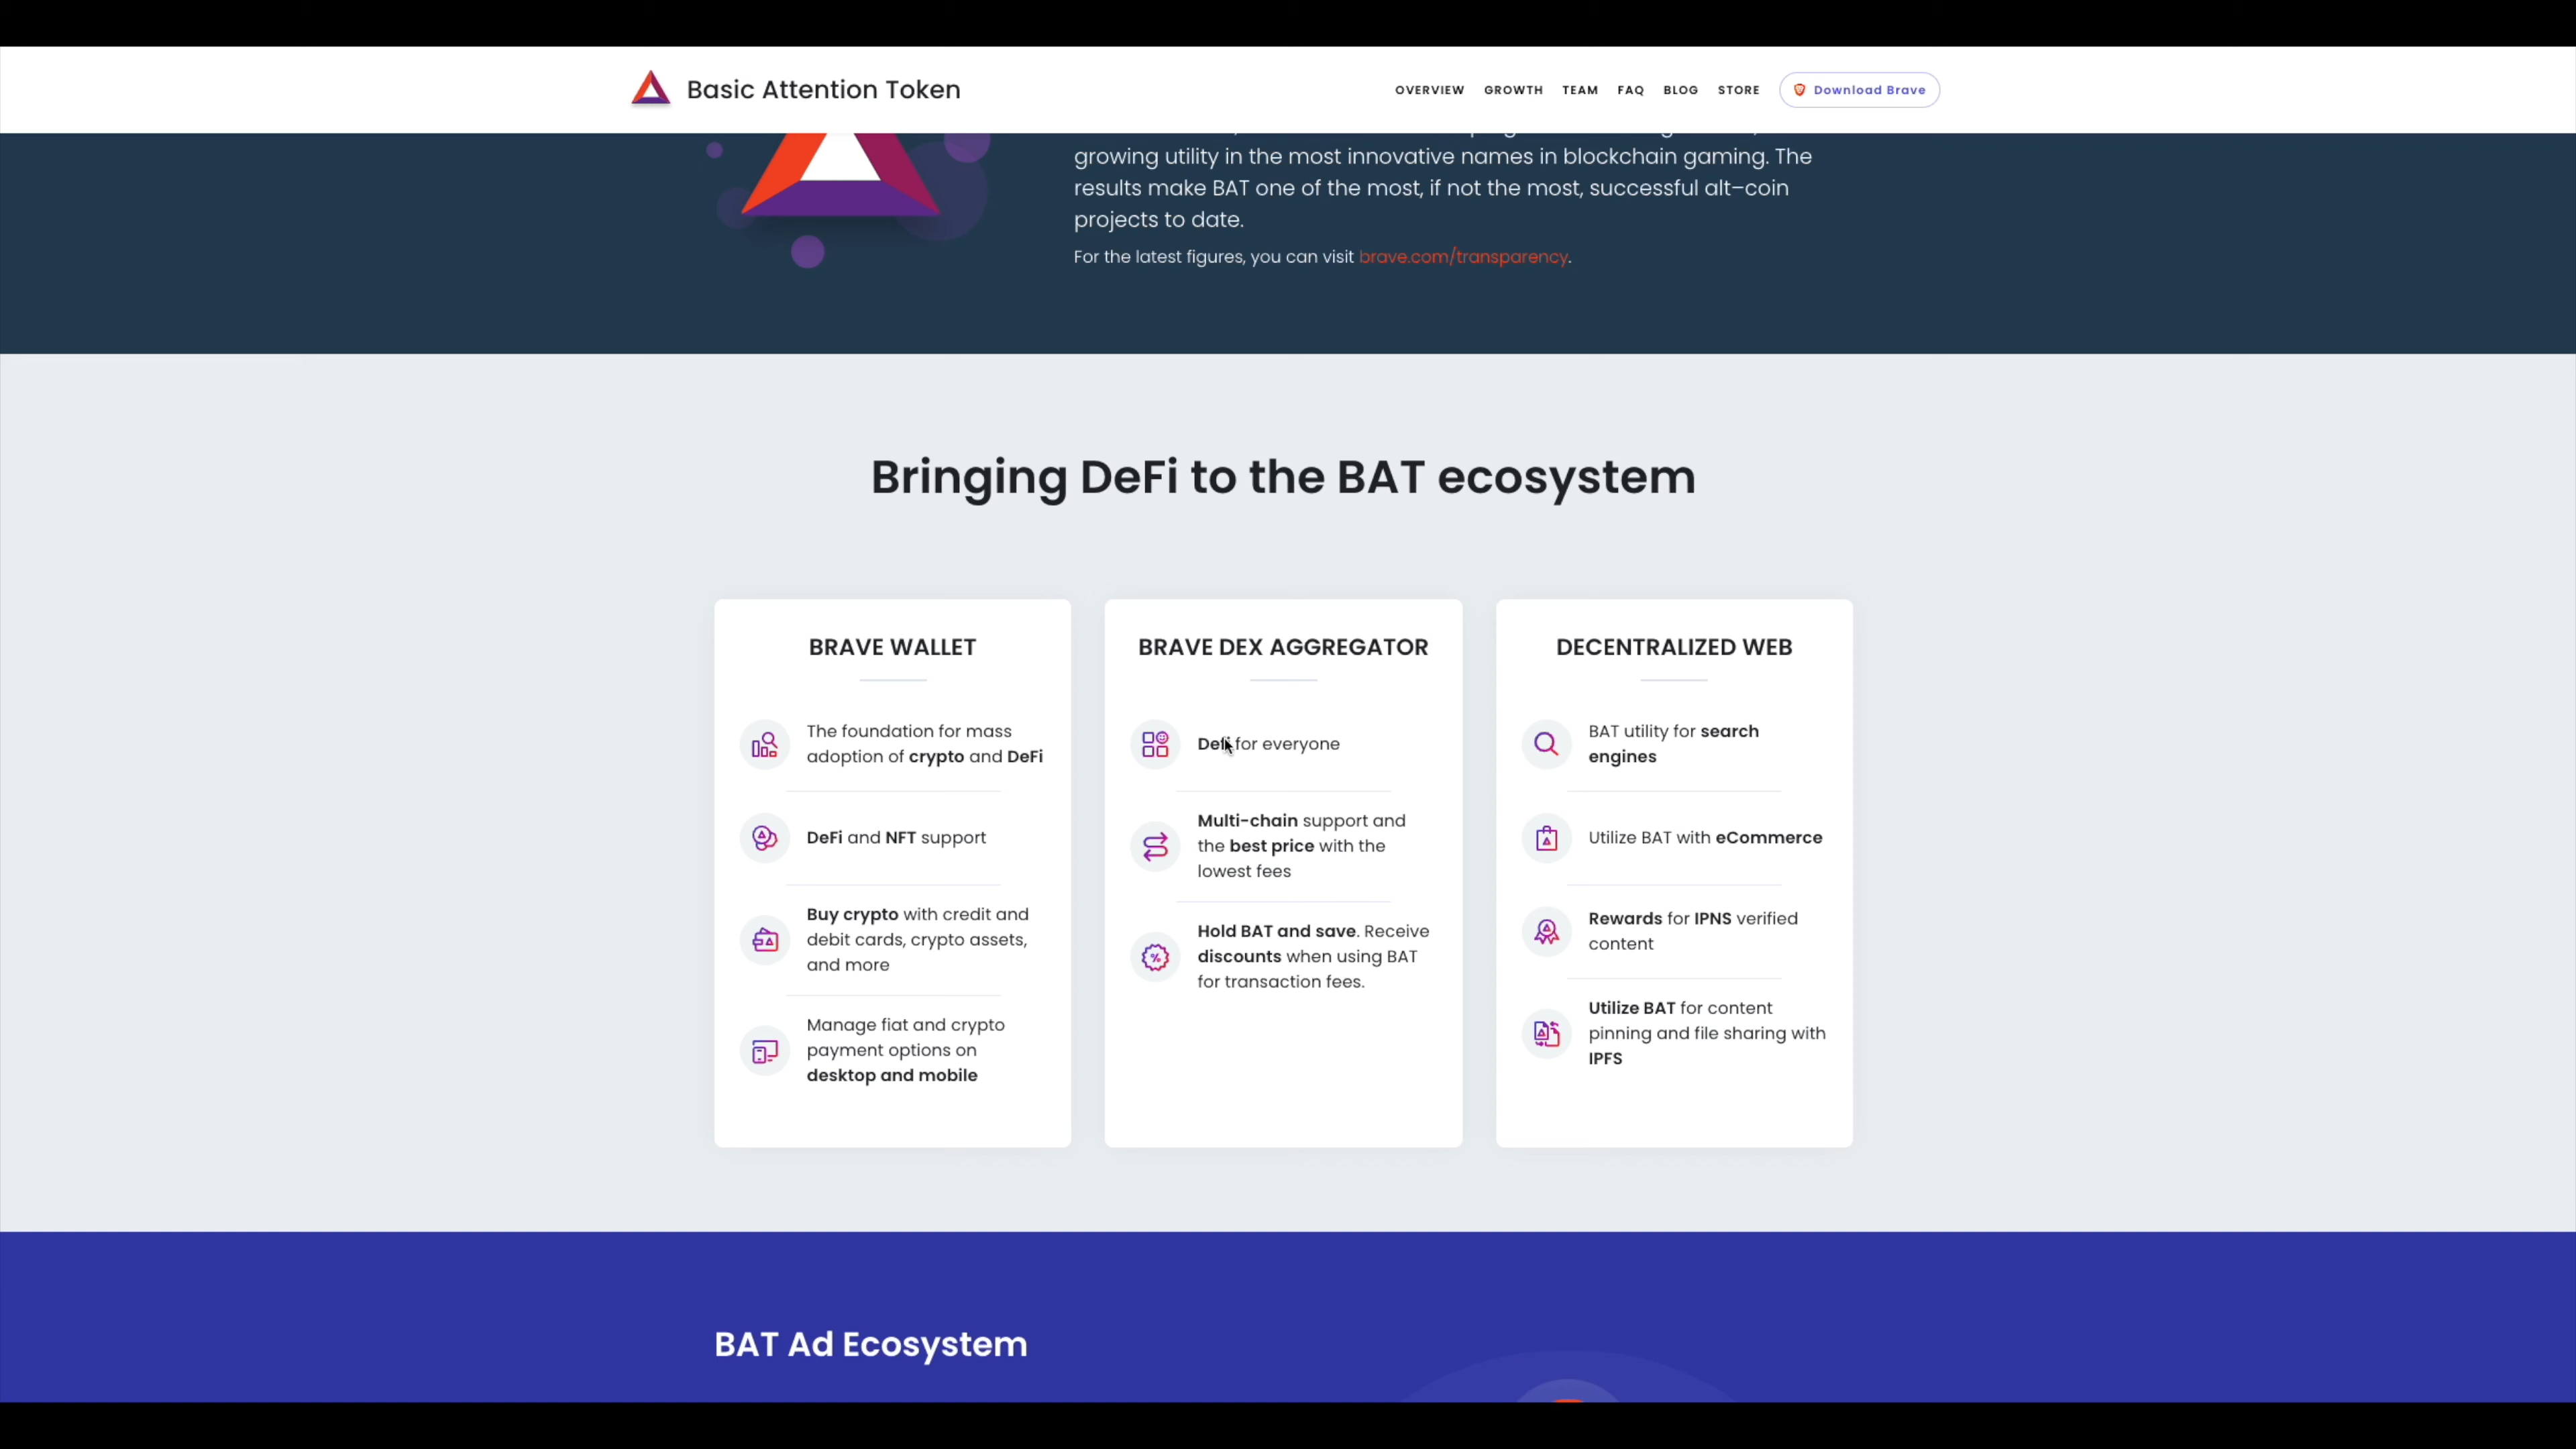 Basic Attention Token
OVERVIEW GROWTH TEAM FAQ BLOG STORE Download Brave
growing utility in the most innovative names in blockchain gaming. The
results make BAT one of the most, if not the most, successful alt-coin
projects to date.
For the latest figures, you can visit brave.com/transparency.
Bringing DeFi to the BAT ecosystem
BRAVE WALLET
The foundation for mass
adoption of crypto and DeFi
DeFi and NFT support
Buy crypto with credit and
debit cards, crypto assets,
and more
Manage fiat and crypto
payment options on
desktop and mobile
BRAVE DEX AGGREGATOR
Defi for everyone
Multi-chain support and
the best price with the
lowest fees
Hold BAT and save. Receive
discounts when using BAT
for transaction fees.
DECENTRALIZED WEB
BAT utility for search
engines
Utilize BAT with eCommerce
Rewards for IPNS verified
content
Utilize BAT for content
pinning and file sharing with
IPFS
BAT Ad Ecosystem